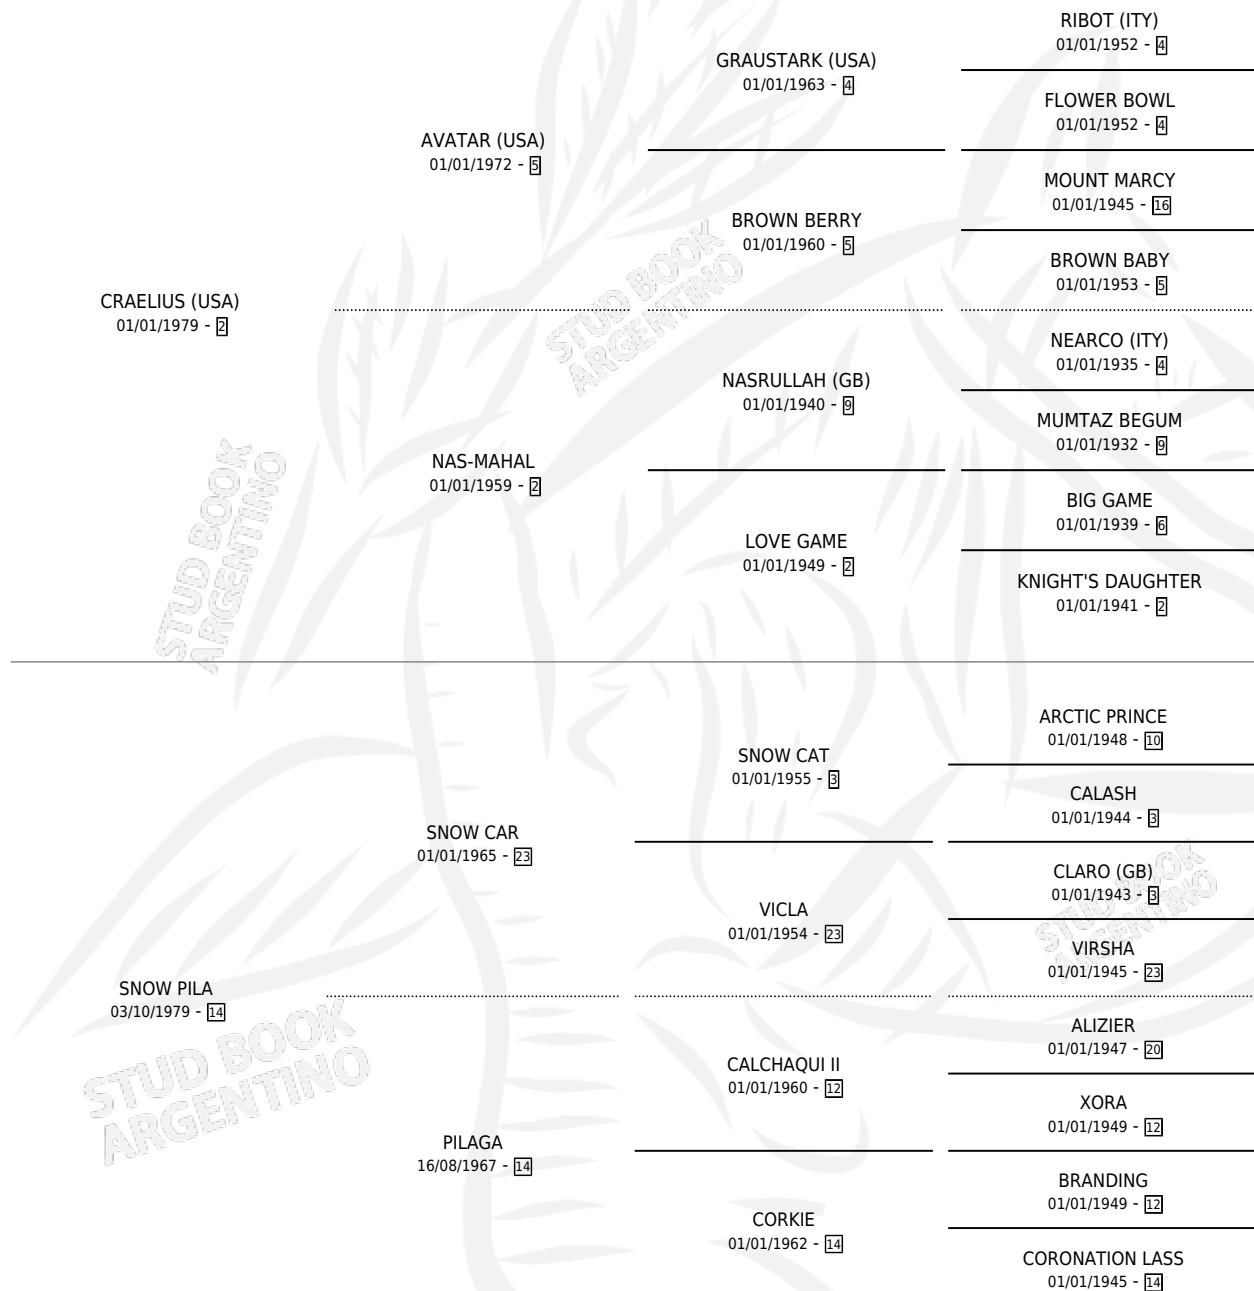 RIBOT (ITY)
01/01/1952 - 4
GRAUSTARK (USA)
01/01/1963 - 4
FLOWER BOWL
01/01/1952 - 4
AVATAR (USA)
01/01/1972 - 5
MOUNT MARCY
01/01/1945 - 16
BROWN BERRY
01/01/1960 - 5
BROWN BABY
01/01/1953 - 5
CRAELIUS (USA)
01/01/1979 - 2
STUD BOOK
ARGENTINO
NEARCO (ITY)
01/01/1935 - 4
NASRULLAH (GB)
01/01/1940 - 9
MUMTAZ BEGUM
01/01/1932 - 9
NAS-MAHAL
01/01/1959 - 2
BIG GAME
01/01/1939 - 6
LOVE GAME
01/01/1949 - 2
KNIGHT'S DAUGHTER
01/01/1941 - 2
STUD BOOK
ARGENTINO
ARCTIC PRINCE
01/01/1948 - 10
SNOW CAT
01/01/1955 - 3
CALASH
01/01/1944 - 3
SNOW CAR
01/01/1965 - 23
CLARO (GB)
01/01/1943 - 3
VICLA
01/01/1954 - 23
STUD BOOK
ARGENTINO
VIRSHA
01/01/1945 - 23
SNOW PILA
03/10/1979 - 14
ALIZIER
01/01/1947 - 20
CALCHAQUI II
01/01/1960 - 12
STUD BOOK
ARGENTINO
XORA
01/01/1949 - 12
PILAGA
16/08/1967 - 14
BRANDING
01/01/1949 - 12
CORKIE
01/01/1962 - 14
CORONATION LASS
01/01/1945 - 14